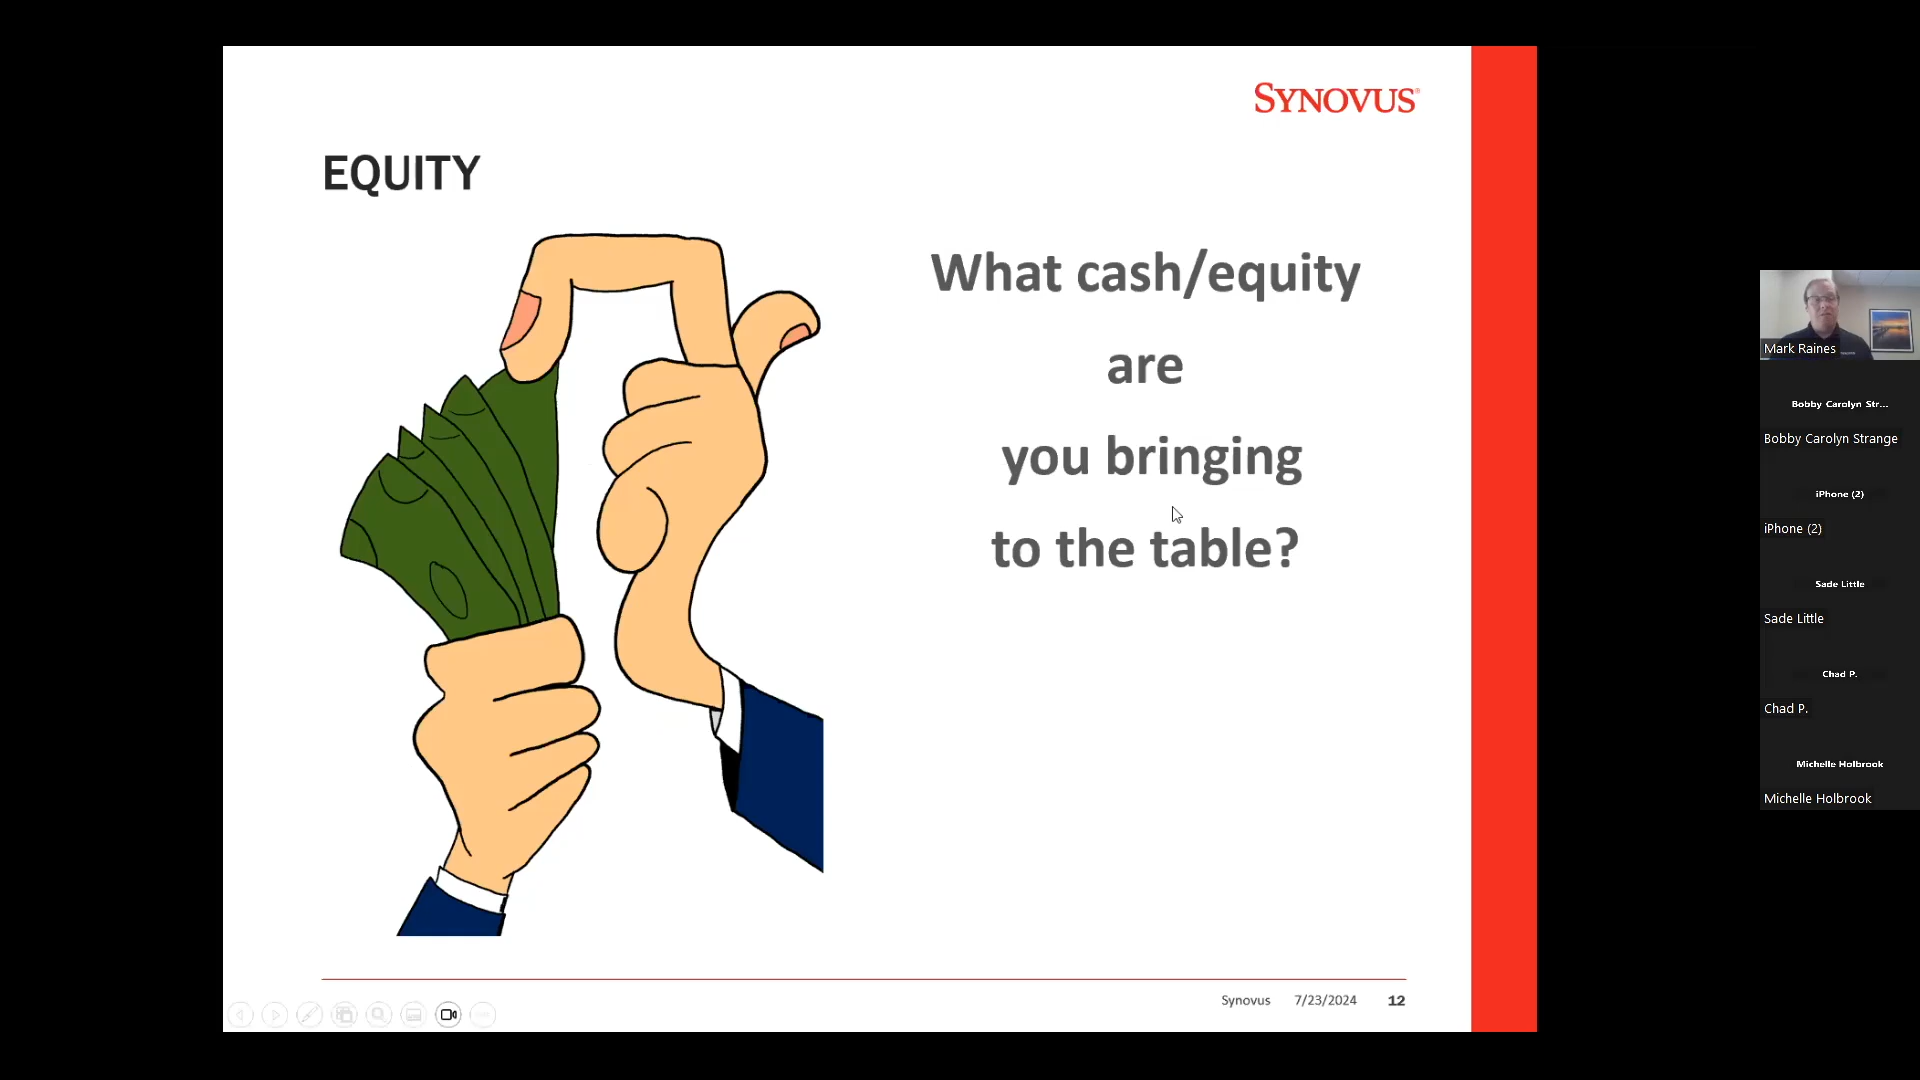 SYNOVUS®
EQUITY
What cash/equity
are
you bringing
to the table?
Synovus 7/23/2024 12
Mark Raines
Bobby Carolyn Str...
Bobby Carolyn Strange
iPhone (2)
iPhone (2)
Sade Little
Sade Little
Chad P.
Chad P.
Michelle Holbrook
Michelle Holbrook